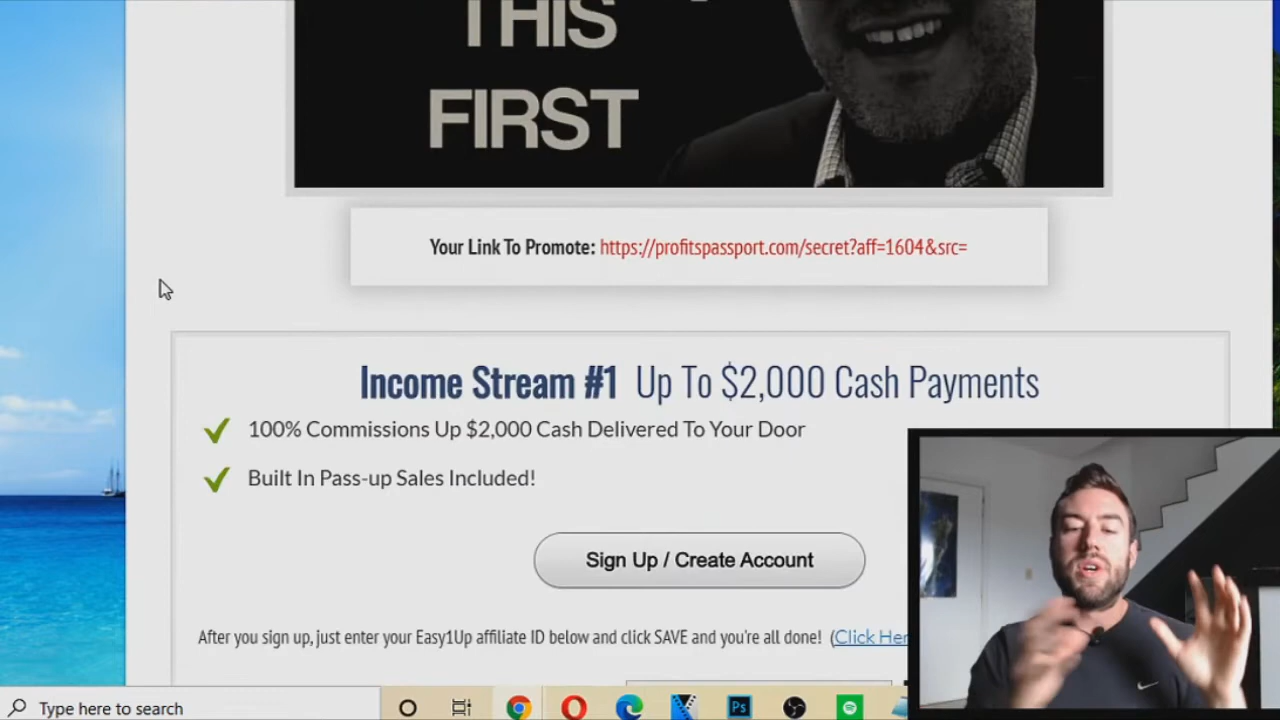 THIS
FIRST
Your Link To Promote: https://profitspassport.com/secret?aff=1604&src=
Income Stream #1 Up To $2,000 Cash Payments
100% Commissions Up $2,000 Cash Delivered To Your Door
Built In Pass-up Sales Included!
Sign Up / Create Account
After you sign up, just enter your Easy1Up affiliate ID below and click SAVE and you're all done! (Click Her
Type here to search
Ps